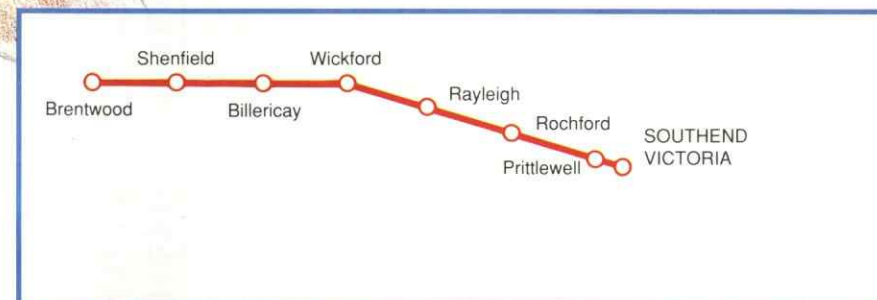 Shenfield
Wickford
Brentwood
Billericay
Rayleigh
Rochford
Prittlewell
SOUTHEND
VICTORIA